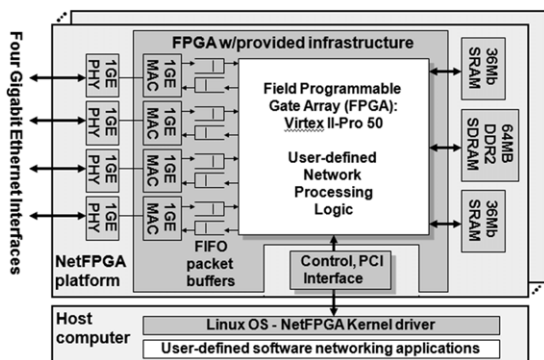 Four Gigabit Ethernet Interfaces
FPGA w/provided infrastructure
1GE
PHY
1GE
MAC
1GE
PHY
1GE
MAC
1GE
PHY
1GE
MAC
1GE
PHY
1GE
MAC
FIFO
packet
buffers
Field Programmable
Gate Array (FPGA):
Virtex II-Pro 50
User-defined
Network
Processing
Logic
36Mb
SRAM
64MB
DDR2
SDRAM
36Mb
SRAM
NetFPGA
platform
Control, PCI
Interface
Host
computer
Linux OS - NetFPGA Kernel driver
User-defined software networking applications